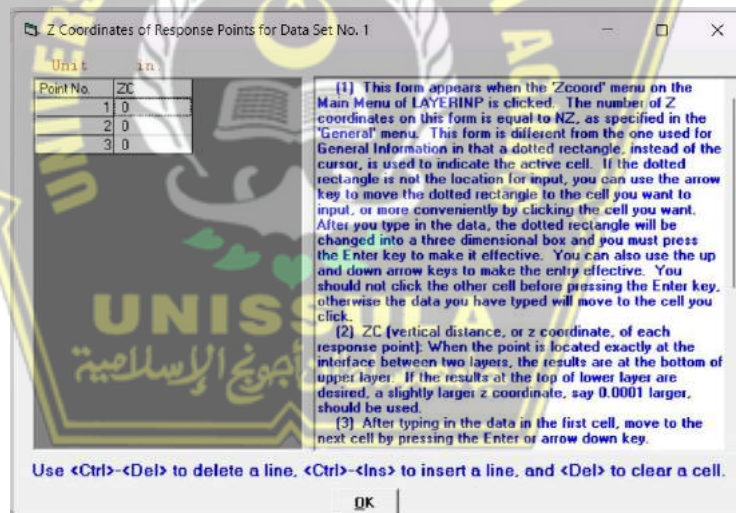 Z Coordinates of Response Points for Data Set No. 1
Unit in.
Point No. ZC
1 0
2 0
3 0
(1) This form appears when the 'Zcoord' menu on the
Main Menu of LAYERINP is clicked. The number of Z
coordinates on this form is equal to NZ, as specified in the
'General' menu. This form is different from the one used for
General Information in that a dotted rectangle, instead of the
cursor, is used to indicate the active cell. If the dotted
rectangle is not the location for input, you can use the arrow
key to move the dotted rectangle to the cell you want to
input, or more conveniently by clicking the cell you want.
After you type in the data, the dotted rectangle will be
changed into a three dimensional box and you must press
the Enter key to make it effective. You can also use the up
and down arrow keys to make the entry effective. You
should not click the other cell before pressing the Enter key,
otherwise the data you have typed will move to the cell you
click.
(2) ZC (vertical distance, or z coordinate, of each
response point): When the point is located exactly at the
interface between two layers, the results are at the bottom of
upper layer. If the results at the top of lower layer are
desired, a slightly larger z coordinate, say 0.0001 larger,
should be used.
(3) After typing in the data in the first cell, move to the
next cell by pressing the Enter or arrow down key.
Use <Ctrl>-<Del> to delete a line, <Ctrl>-<Ins> to insert a line, and <Del> to clear a cell.
OK
UNISSULA